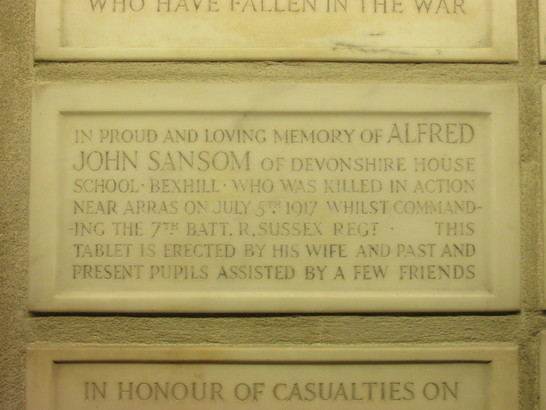 WHO HAVE FALLEN IN THE WAR
IN PROUD AND LOVING MEMORY OF ALFRED
JOHN SANSOM OF DEVONSHIRE HOUSE
SCHOOL · BEXHILL · WHO WAS KILLED IN ACTION
NEAR ARRAS ON JULY 5TH 1917 WHILST COMMAND-
-ING THE 7TH BATT. R. SUSSEX REGT · THIS
TABLET IS ERECTED BY HIS WIFE AND PAST AND
PRESENT PUPILS ASSISTED BY A FEW FRIENDS
IN HONOUR OF CASUALTIES ON